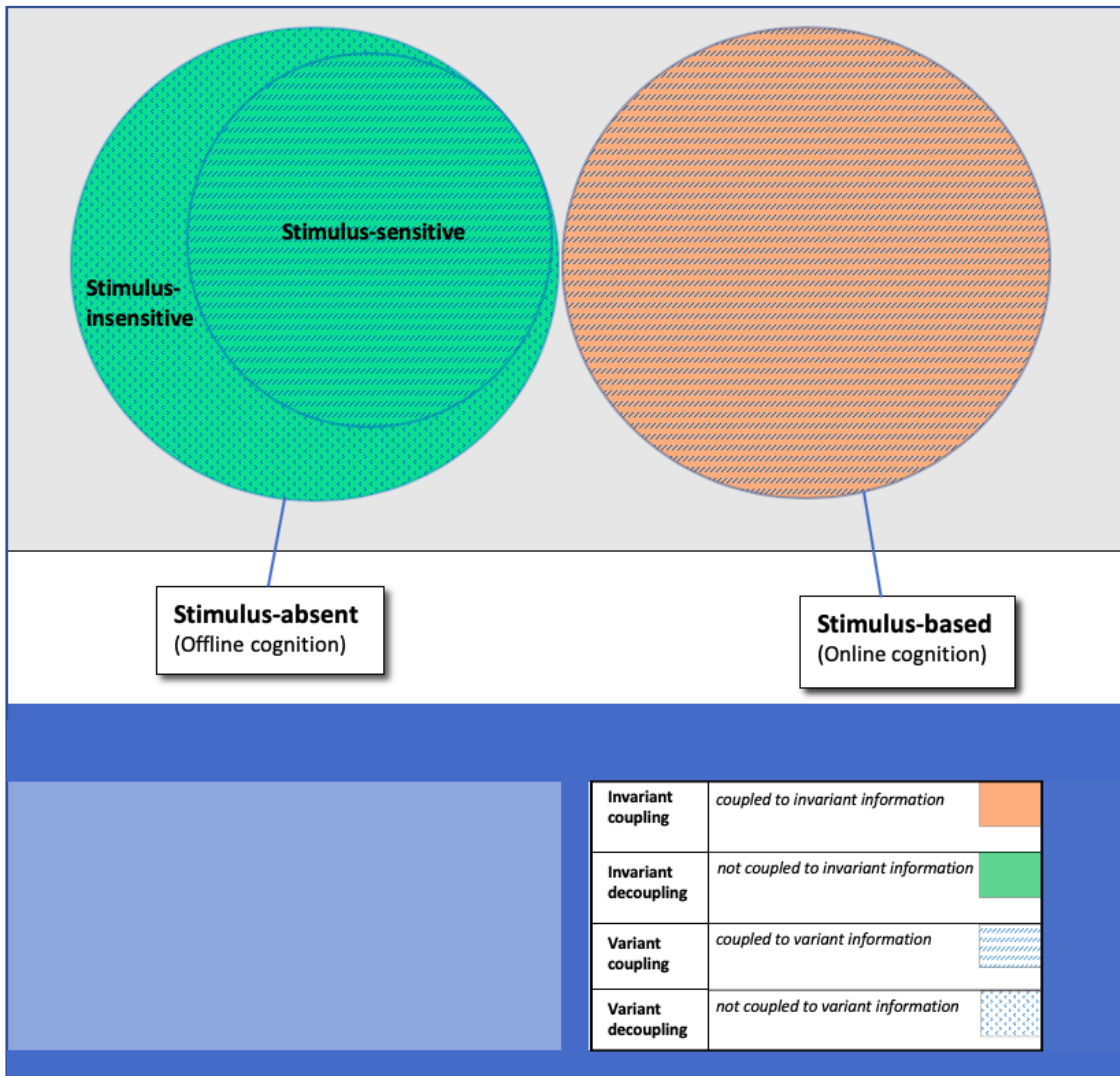 Stimulus-sensitive
Stimulus-
insensitive
Stimulus-absent
(Offline cognition)
Stimulus-based
(Online cognition)
Invariant
coupling
coupled to invariant information
Invariant
decoupling
not coupled to invariant information
Variant
coupling
coupled to variant information
Variant
decoupling
not coupled to variant information